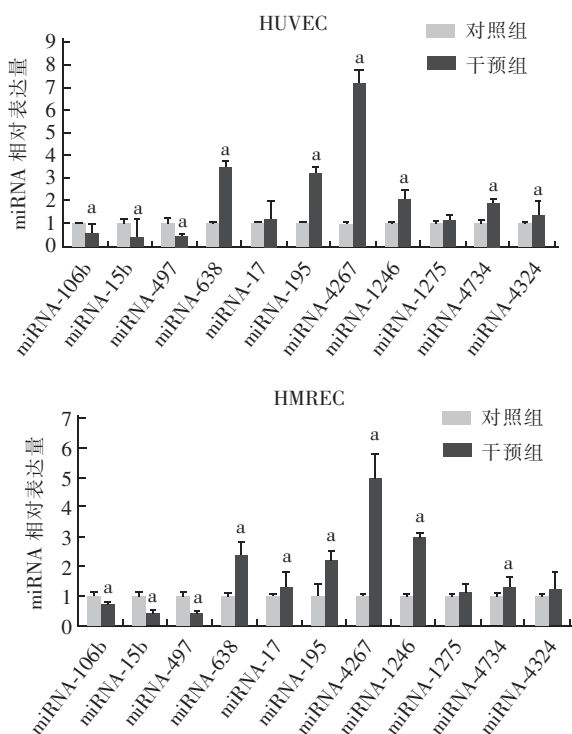 HUVEC
对照组
干预组
miRNA 相对表达量
9
8
7
6
5
4
3
2
1
0
a
a
a
a
a
a
a
a
a
miRNA-106b
miRNA-15b
miRNA-497
miRNA-638
miRNA-17
miRNA-195
miRNA-4267
miRNA-1246
miRNA-1275
miRNA-4734
miRNA-4324
HMREC
对照组
干预组
miRNA 相对表达量
7
6
5
4
3
2
1
0
a
a
a
a
a
a
a
a
a
miRNA-106b
miRNA-15b
miRNA-497
miRNA-638
miRNA-17
miRNA-195
miRNA-4267
miRNA-1246
miRNA-1275
miRNA-4734
miRNA-4324